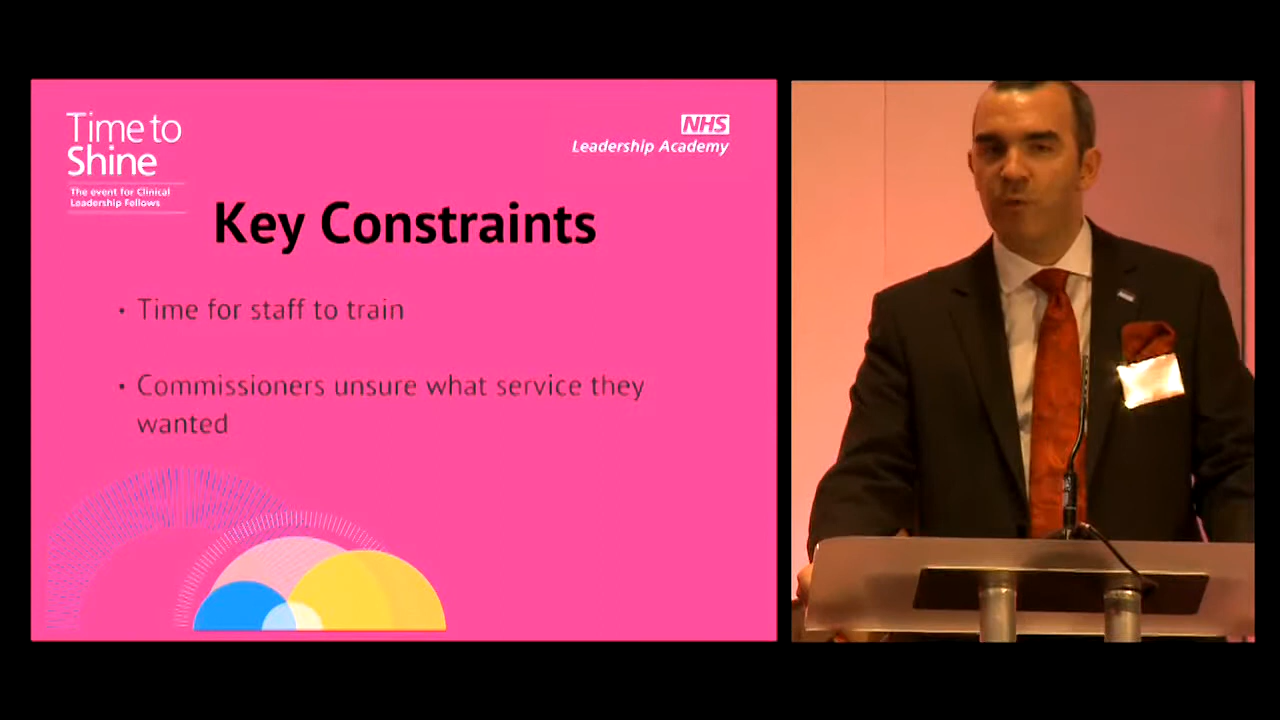 Time to
Shine
The event for Clinical
Leadership Fellows
NHS
Leadership Academy
Key Constraints
• Time for staff to train
• Commissioners unsure what service they
wanted